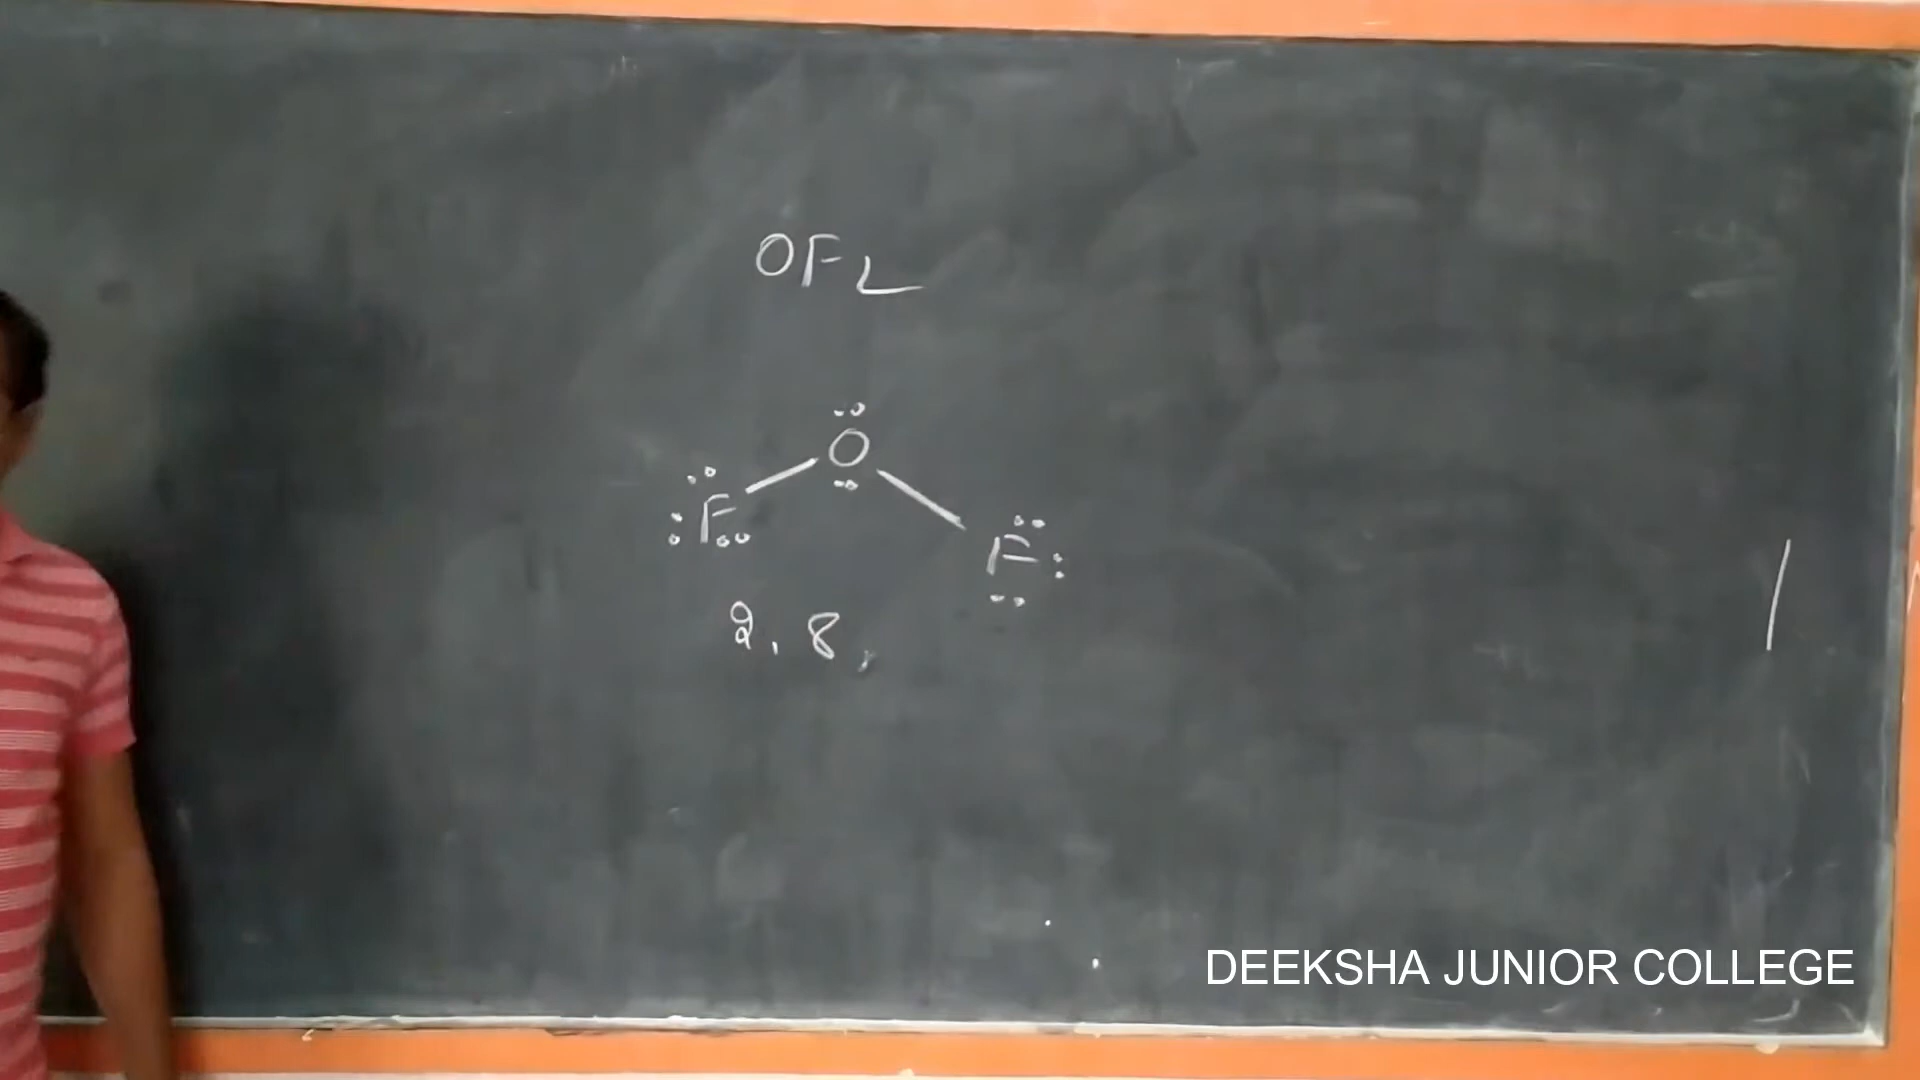 OF2
O
F
F
2, 8,
DEEKSHA JUNIOR COLLEGE